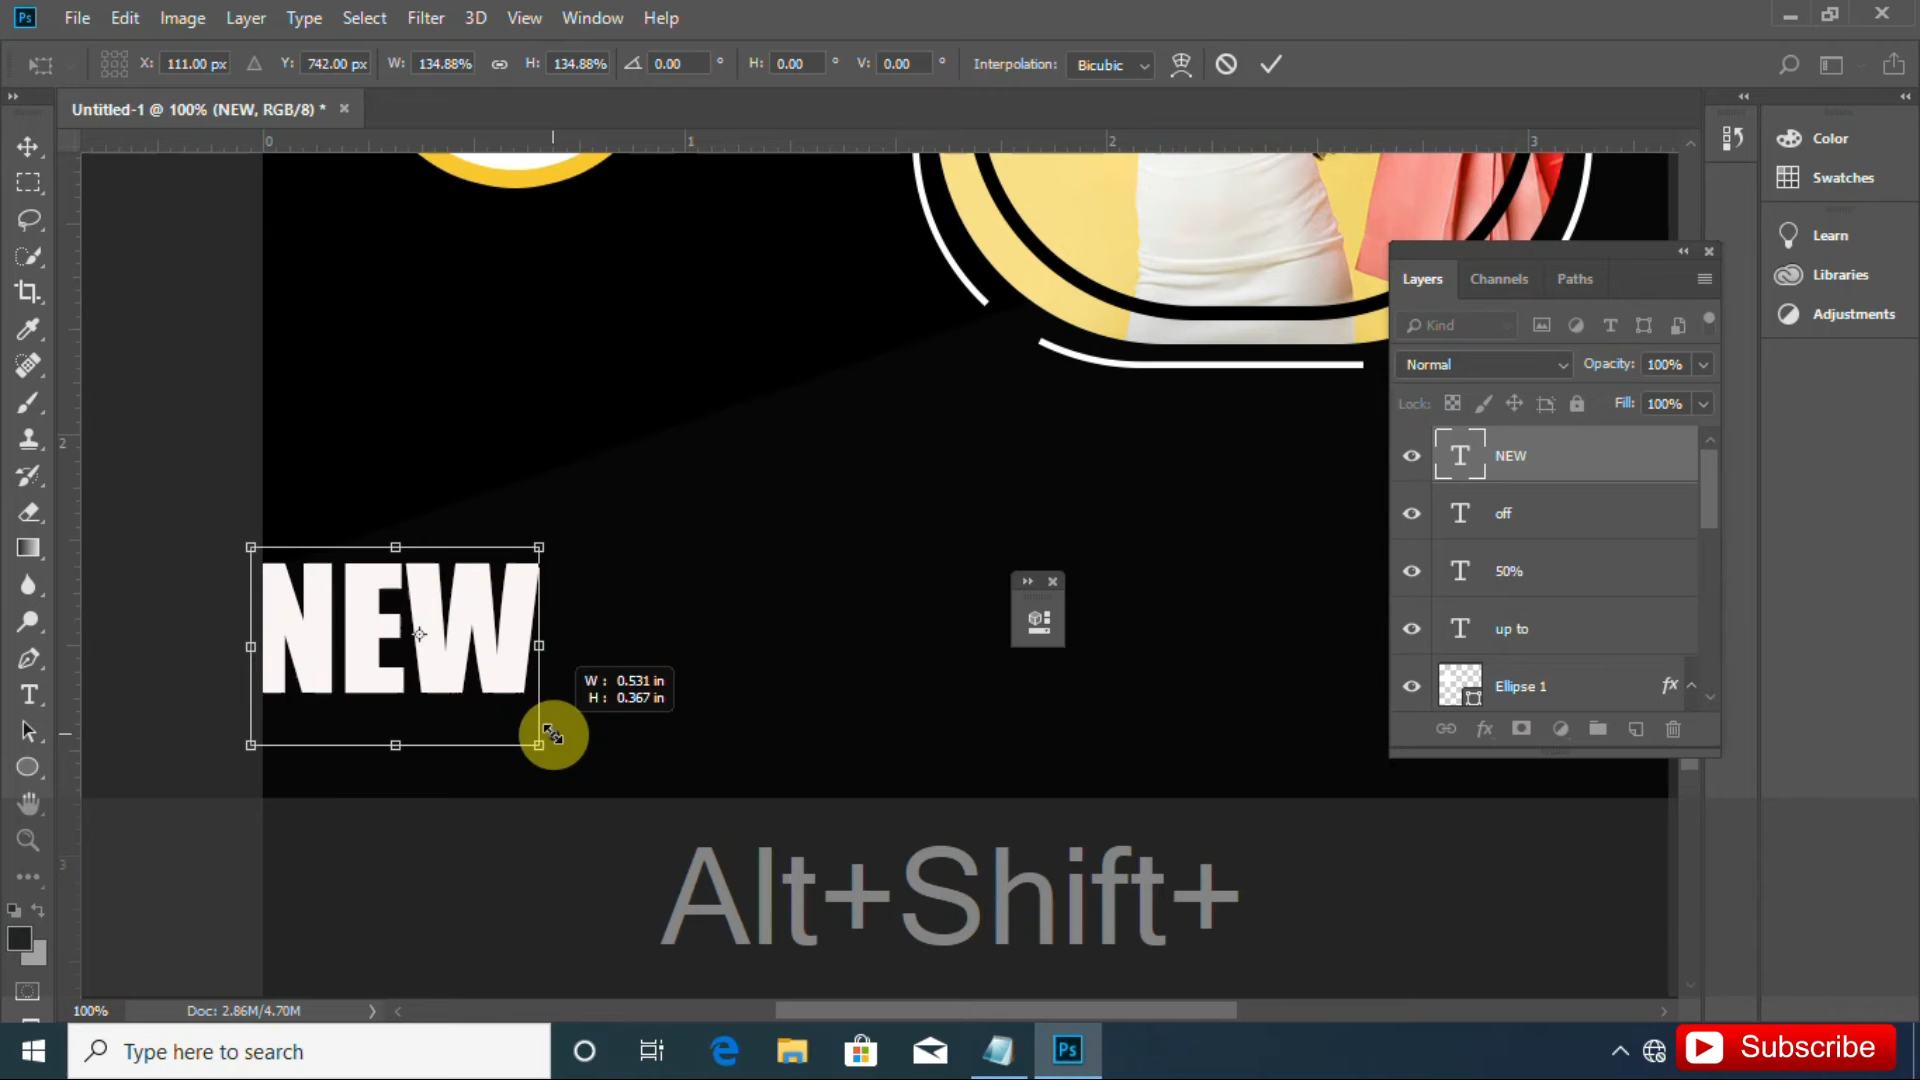 Ps File Edit Image Layer Type Select Filter 3D View Window Help
X: 111.00 px Y: 742.00 px W: 134.88% H: 134.88% 0.00 ° H: 0.00 ° V: 0.00 ° Interpolation: Bicubic
Untitled-1 @ 100% (NEW, RGB/8) *
0 1 2 3
Color
Swatches
Learn
Libraries
Adjustments
Layers Channels Paths
Kind
Normal Opacity: 100%
Lock: Fill: 100%
T NEW
T off
T 50%
T up to
Ellipse 1 fx
fx
2
3
NEW
W : 0.531 in
H : 0.367 in
Alt+Shift+
100% Doc: 2.86M/4.70M
Type here to search
Ps
Subscribe